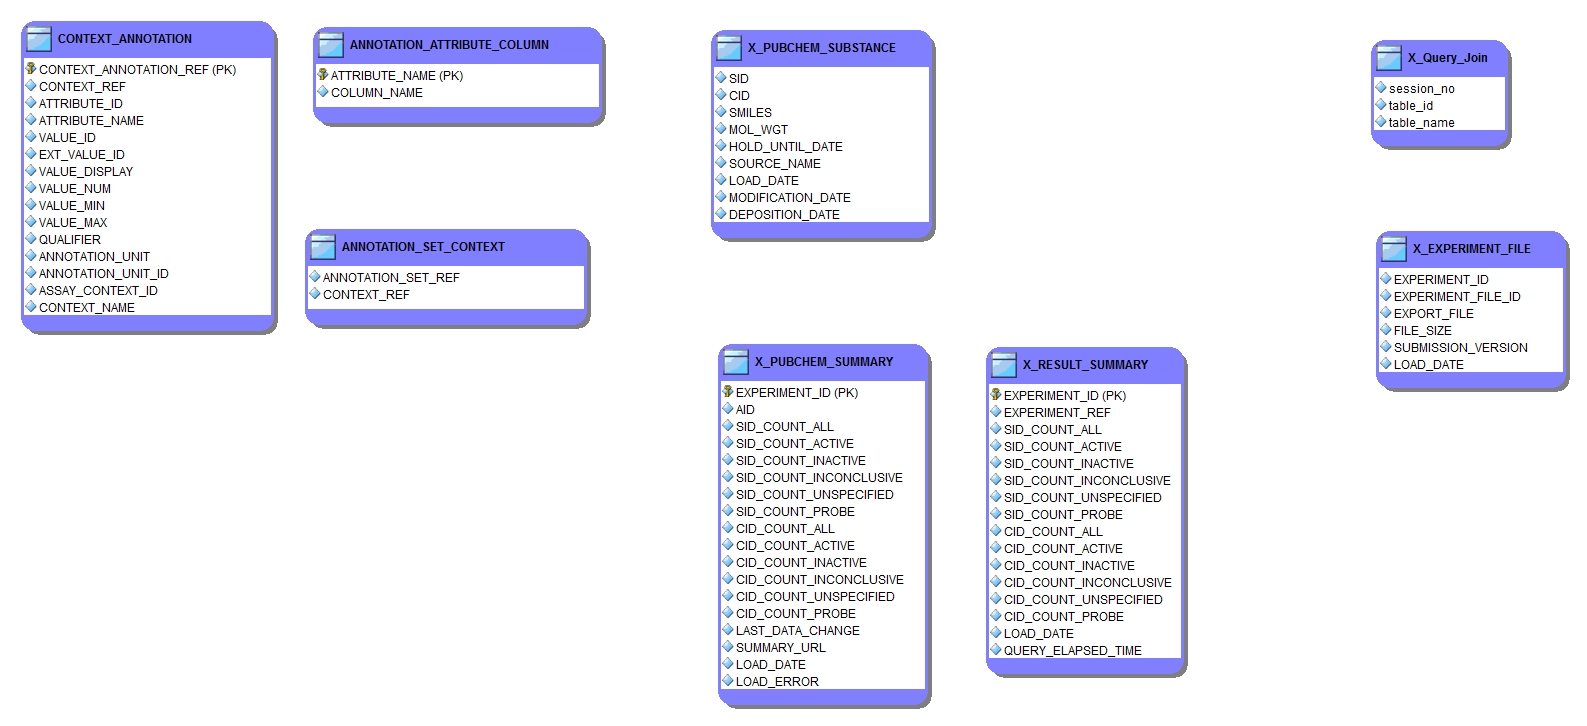 CONTEXT_ANNOTATION
CONTEXT_ANNOTATION_REF (PK)
CONTEXT_REF
ATTRIBUTE_ID
ATTRIBUTE_NAME
VALUE_ID
EXT_VALUE_ID
VALUE_DISPLAY
VALUE_NUM
VALUE_MIN
VALUE_MAX
QUALIFIER
ANNOTATION_UNIT
ANNOTATION_UNIT_ID
ASSAY_CONTEXT_ID
CONTEXT_NAME
ANNOTATION_ATTRIBUTE_COLUMN
ATTRIBUTE_NAME (PK)
COLUMN_NAME
ANNOTATION_SET_CONTEXT
ANNOTATION_SET_REF
CONTEXT_REF
X_PUBCHEM_SUBSTANCE
SID
CID
SMILES
MOL_WGT
HOLD_UNTIL_DATE
SOURCE_NAME
LOAD_DATE
MODIFICATION_DATE
DEPOSITION_DATE
X_PUBCHEM_SUMMARY
EXPERIMENT_ID (PK)
AID
SID_COUNT_ALL
SID_COUNT_ACTIVE
SID_COUNT_INACTIVE
SID_COUNT_INCONCLUSIVE
SID_COUNT_UNSPECIFIED
SID_COUNT_PROBE
CID_COUNT_ALL
CID_COUNT_ACTIVE
CID_COUNT_INACTIVE
CID_COUNT_INCONCLUSIVE
CID_COUNT_UNSPECIFIED
CID_COUNT_PROBE
LAST_DATA_CHANGE
SUMMARY_URL
LOAD_DATE
LOAD_ERROR
X_RESULT_SUMMARY
EXPERIMENT_ID (PK)
EXPERIMENT_REF
SID_COUNT_ALL
SID_COUNT_ACTIVE
SID_COUNT_INACTIVE
SID_COUNT_INCONCLUSIVE
SID_COUNT_UNSPECIFIED
SID_COUNT_PROBE
CID_COUNT_ALL
CID_COUNT_ACTIVE
CID_COUNT_INACTIVE
CID_COUNT_INCONCLUSIVE
CID_COUNT_UNSPECIFIED
CID_COUNT_PROBE
LOAD_DATE
QUERY_ELAPSED_TIME
X_Query_Join
session_no
table_id
table_name
X_EXPERIMENT_FILE
EXPERIMENT_ID
EXPERIMENT_FILE_ID
EXPORT_FILE
FILE_SIZE
SUBMISSION_VERSION
LOAD_DATE